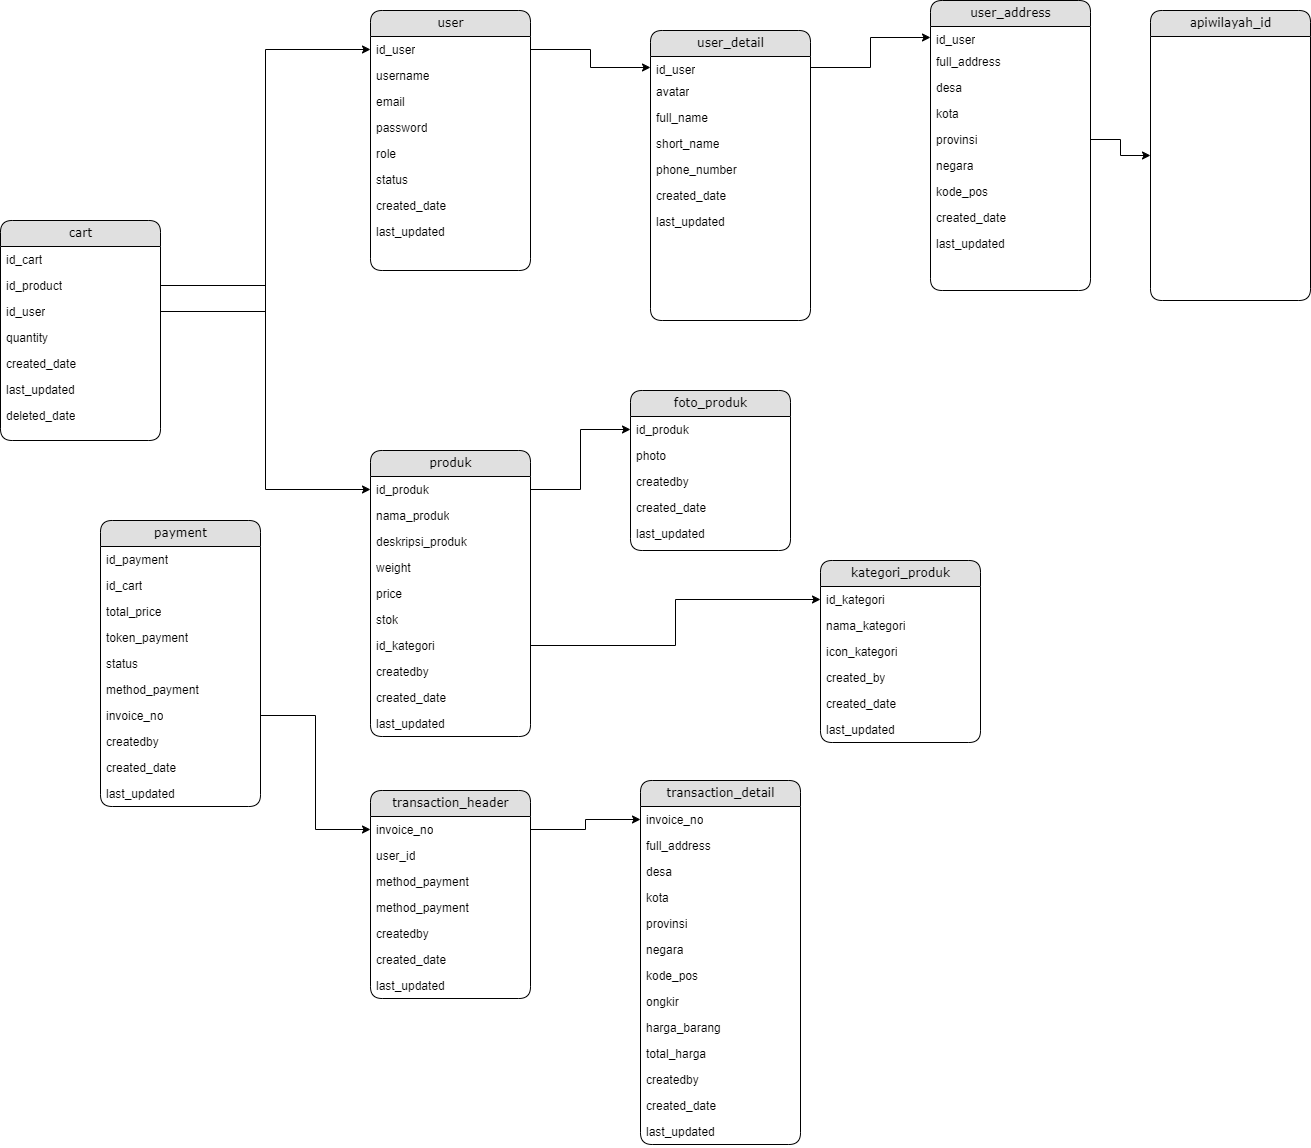 user
id_user
username
email
password
role
status
created_date
last_updated
user_detail
id_user
avatar
full_name
short_name
phone_number
created_date
last_updated
user_address
id_user
full_address
desa
kota
provinsi
negara
kode_pos
created_date
last_updated
apiwilayah_id
cart
id_cart
id_product
id_user
quantity
created_date
last_updated
deleted_date
foto_produk
id_produk
photo
createdby
created_date
last_updated
produk
id_produk
nama_produk
deskripsi_produk
weight
price
stok
id_kategori
createdby
created_date
last_updated
payment
id_payment
id_cart
total_price
token_payment
status
method_payment
invoice_no
createdby
created_date
last_updated
kategori_produk
id_kategori
nama_kategori
icon_kategori
created_by
created_date
last_updated
transaction_header
invoice_no
user_id
method_payment
method_payment
createdby
created_date
last_updated
transaction_detail
invoice_no
full_address
desa
kota
provinsi
negara
kode_pos
ongkir
harga_barang
total_harga
createdby
created_date
last_updated